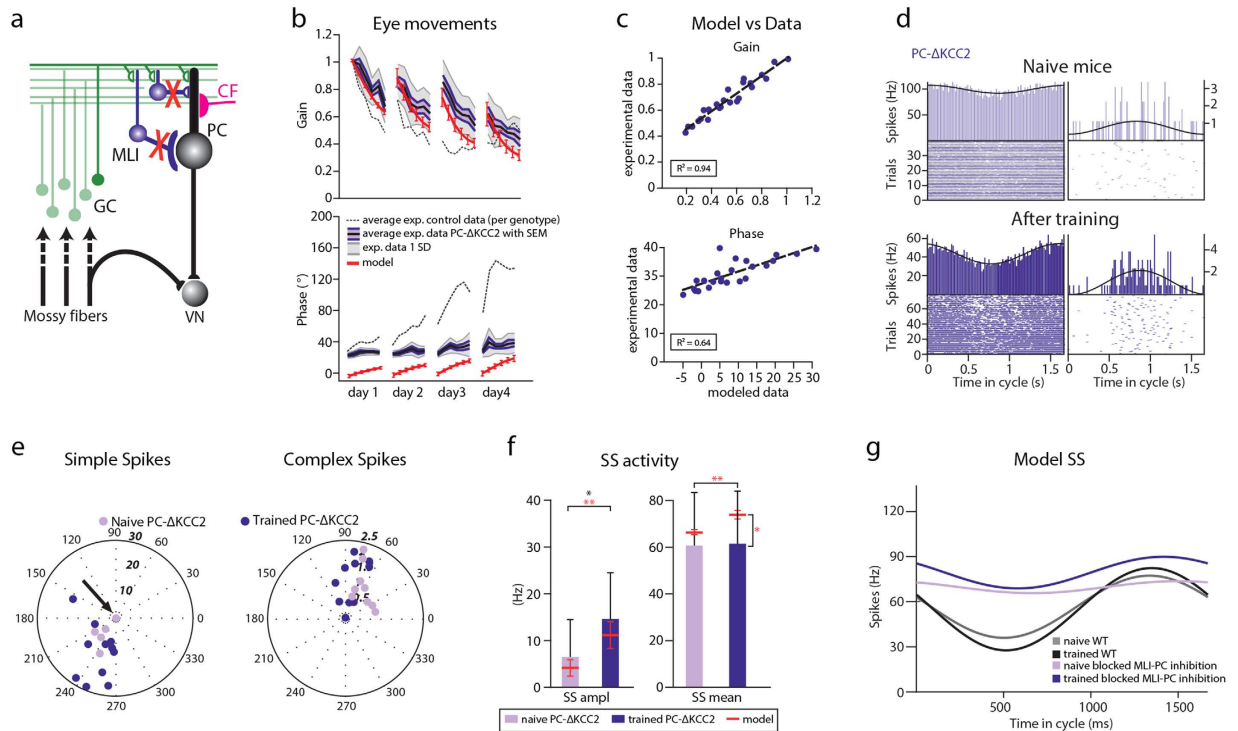 a
CF
PC
MLI
GC
Mossy fibers
VN
b
Eye movements
1.2
1
0.8
0.6
0.4
0.2
0
Gain
average exp. control data (per genotype)
average exp. data PC-ΔKCC2 with SEM
exp. data 1 SD
model
200
160
120
80
40
0
Phase (°)
day 1
day 2
day3
day4
c
Model vs Data
Gain
1
0.8
0.6
0.4
0.2
0
experimental data
R² = 0.94
0.2 0.3 0.4 0.6 0.8 1.0 1.2
Phase
40
35
25
15
0
experimental data
R² = 0.64
-5 0 5 10 15 20 25 30
modeled data
d
PC-ΔKCC2
Naive mice
100
50
Spikes (Hz)
3
2
1
30
20
10
0
Trials
After training
60
40
20
0
Spikes (Hz)
4
2
60
40
20
0
Trials
0 0.5 1 1.5
0 0.5 1 1.5
Time in cycle (s)
Time in cycle (s)
e
Simple Spikes
Complex Spikes
Naive PC-ΔKCC2
Trained PC-ΔKCC2
90
60
30
0
330
300
270
240
210
180
150
120
30
20
10
90
60
30
0
330
300
270
240
210
180
150
120
2.5
f
SS activity
40
30
20
10
0
(Hz)
*
**
SS ampl
80
60
40
20
0
**
*
SS mean
naive PC-ΔKCC2
trained PC-ΔKCC2
model
g
Model SS
120
90
60
30
0
Spikes (Hz)
naive WT
trained WT
naive blocked MLI-PC inhibition
trained blocked MLI-PC inhibition
500 1000 1500
Time in cycle (ms)